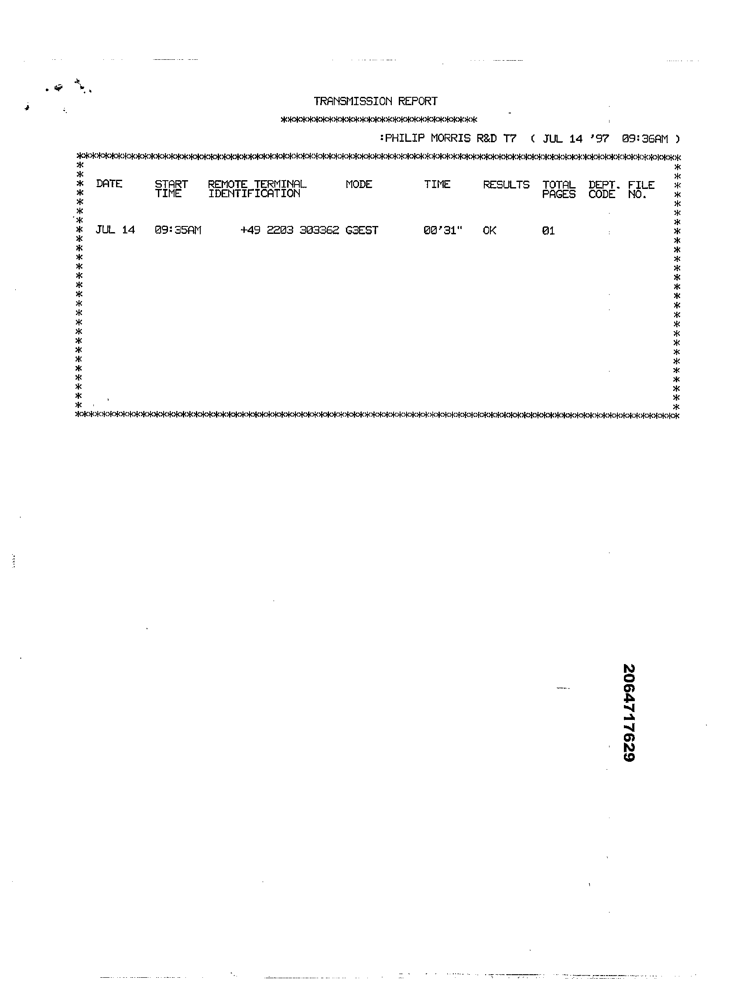 TRANSMISSION REPORT
********************************
:PHILIP MORRIS R&D T7 ( JUL 14 '97 09:36AM )
DATE START TIME REMOTE TERMINAL IDENTIFICATION MODE TIME RESULTS TOTAL PAGES DEPT. CODE FILE NO.
JUL 14 09:35AM +49 2203 303362 G3EST 00'31" OK 01
2064717629